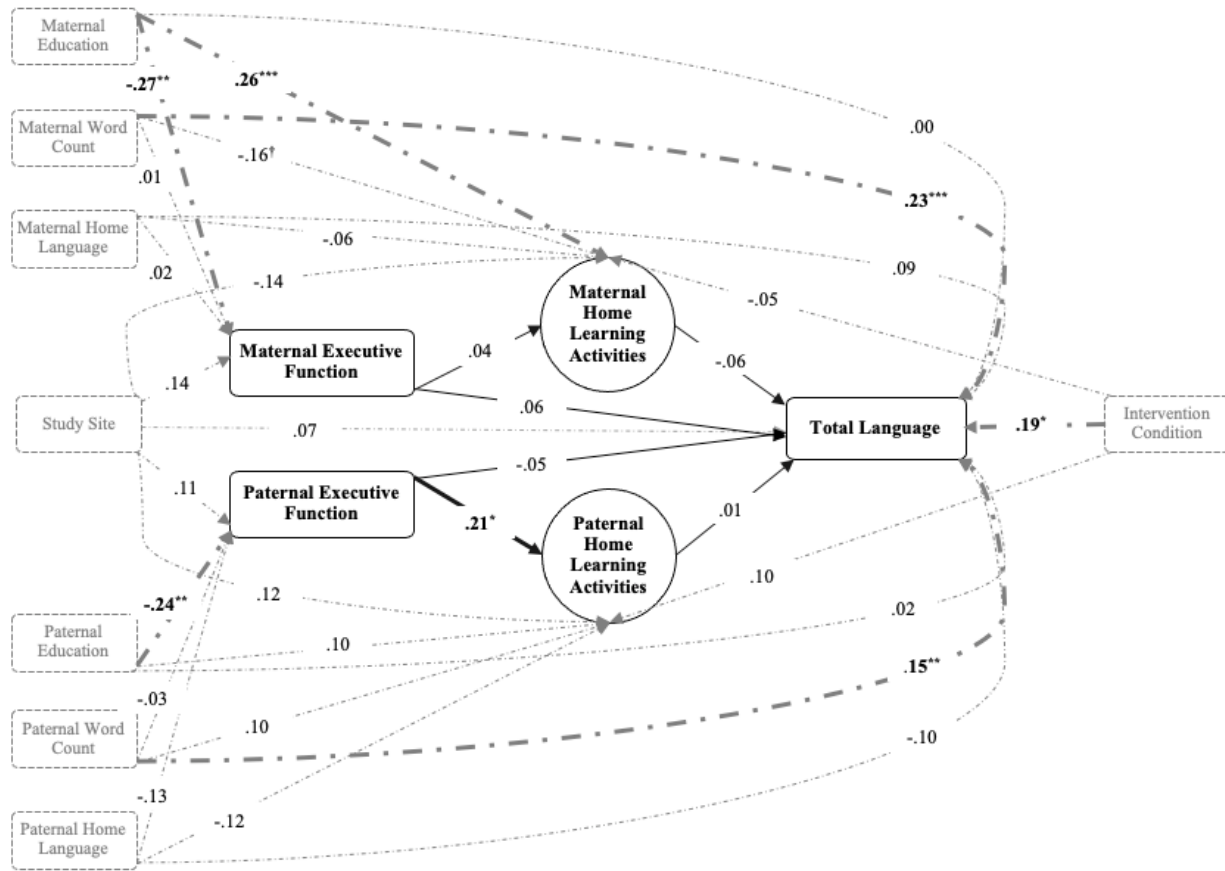 Maternal
Education
-.27**
.26***
.00
Maternal Word
Count
-.16†
.01
.23***
Maternal Home
Language
-.06
.02
.09
-.14
-.05
Maternal
Home
Learning
Activities
Maternal Executive
Function
.04
-.06
.14
.06
Study Site
.07
Total Language
.19*
Intervention
Condition
-.05
.11
Paternal Executive
Function
.21*
.01
Paternal
Home
Learning
Activities
.10
-.24**
.12
.02
Paternal
Education
.10
.15**
-.03
Paternal Word
Count
.10
-.10
-.13
-.12
Paternal Home
Language